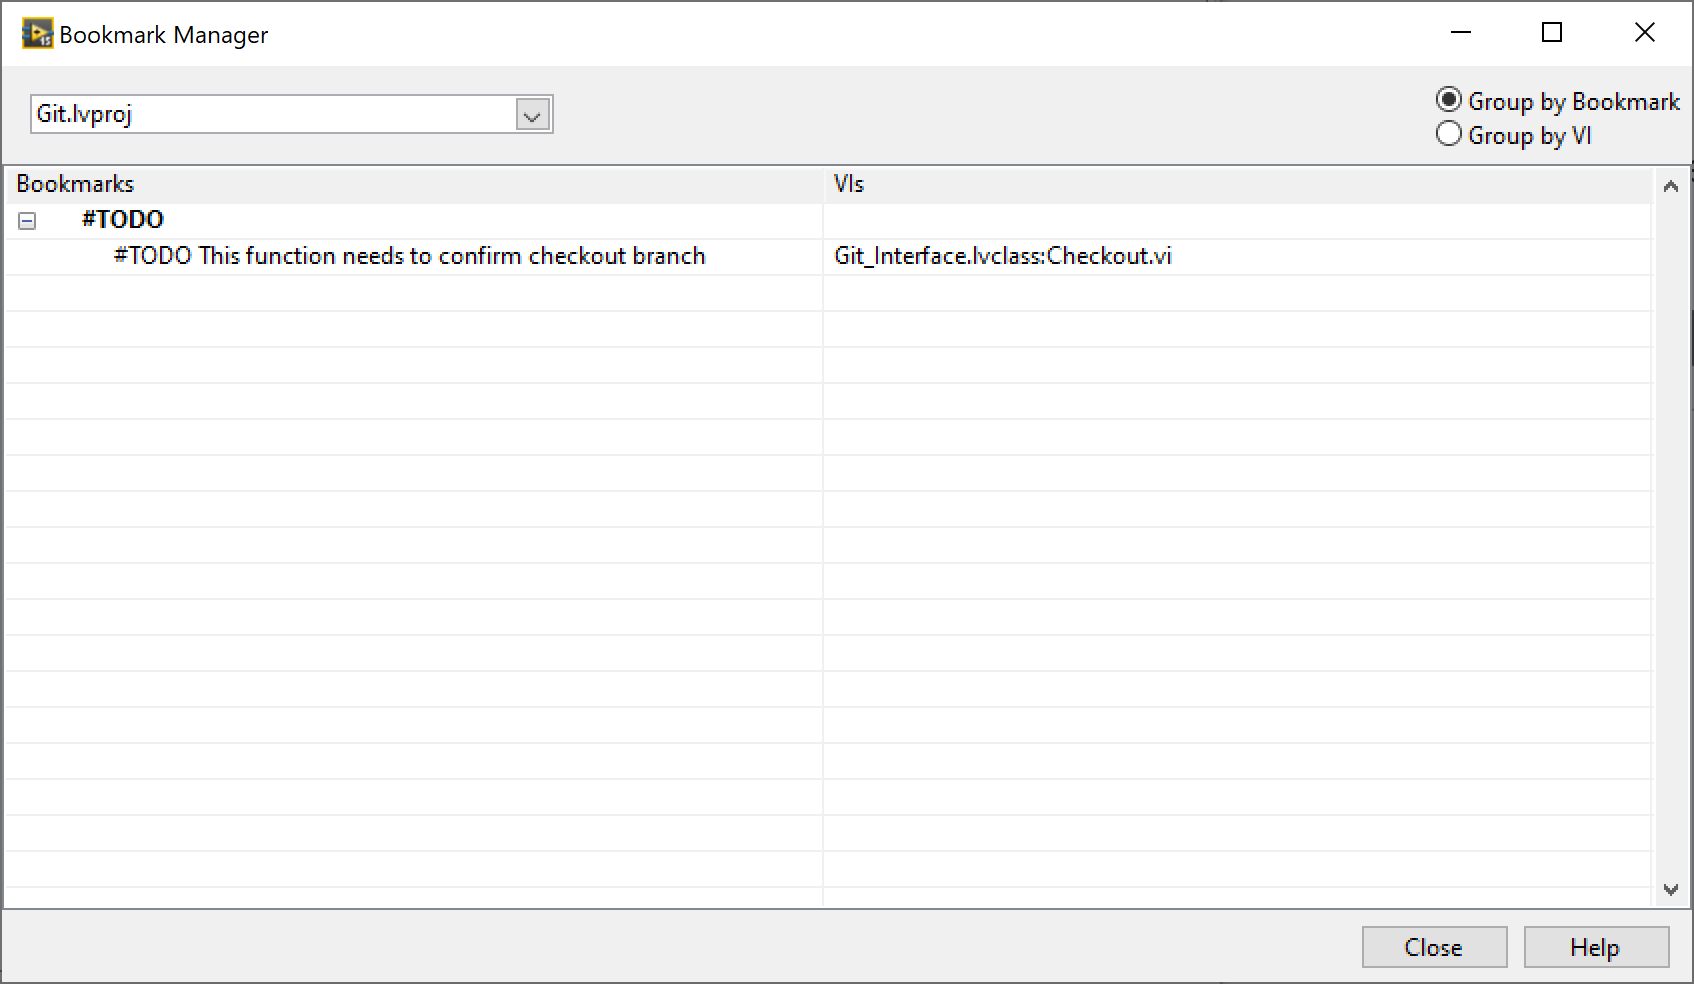 Bookmark Manager
Git.lvproj
Group by Bookmark
Group by VI
Bookmarks VIs
#TODO
#TODO This function needs to confirm checkout branch Git_Interface.lvclass:Checkout.vi
Close Help